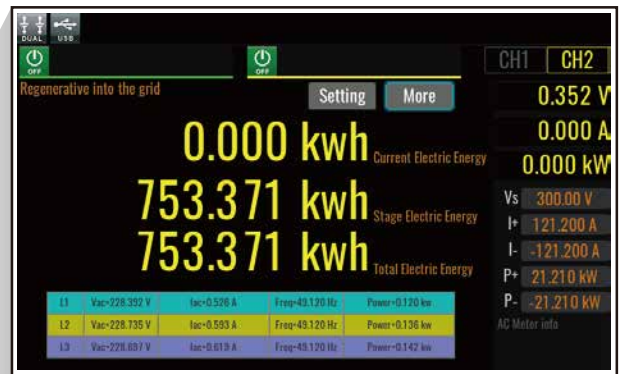 DUAL USB
OFF OFF
CH1 CH2
Regenerative into the grid
Setting More
0.352 V
0.000 A
0.000 kW
0.000 kwh Current Electric Energy
753.371 kwh Stage Electric Energy
753.371 kwh Total Electric Energy
Vs 300.00 V
I+ 121.200 A
I- -121.200 A
P+ 21.210 kW
P- -21.210 kW
AC Meter info
L1 Vac=228.392 V Iac=0.526 A Freq=49.120 Hz Power=0.120 kw
L2 Vac=228.735 V Iac=0.593 A Freq=49.120 Hz Power=0.136 kw
L3 Vac=228.697 V Iac=0.619 A Freq=49.120 Hz Power=0.142 kw